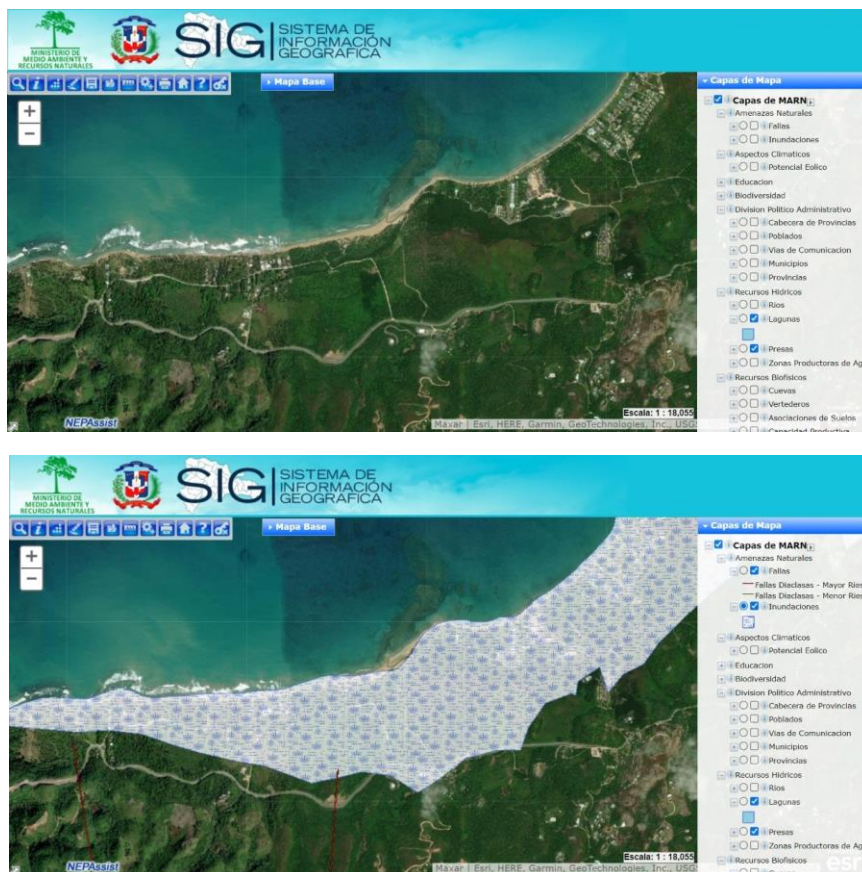 MINISTERIO DE
MEDIO AMBIENTE Y
RECURSOS NATURALES
SIG
SISTEMA DE
INFORMACIÓN
GEOGRAFICA
Mapa Base
Capas de Mapa
+
−
Capas de MARN
Amenazas Naturales
Fallas
Inundaciones
Aspectos Climaticos
Potencial Eolico
Educacion
Biodiversidad
Division Politico Administrativo
Cabecera de Provincias
Poblados
Vias de Comunicacion
Municipios
Provincias
Recursos Hidricos
Rios
Lagunas
Presas
Zonas Productoras de Ag
Recursos Biofisicos
Cuevas
Vertederos
Asociaciones de Suelos
Capacidad Productiva
Escala: 1 : 18,055
NEPAssist
Maxar | Esri, HERE, Garmin, GeoTechnologies, Inc., USGS
MINISTERIO DE
MEDIO AMBIENTE Y
RECURSOS NATURALES
SIG
SISTEMA DE
INFORMACIÓN
GEOGRAFICA
Mapa Base
Capas de Mapa
+
−
Capas de MARN
Amenazas Naturales
Fallas
Fallas Diaclasas - Mayor Ries
Fallas Diaclasas - Menor Ries
Inundaciones
Aspectos Climaticos
Potencial Eolico
Educacion
Biodiversidad
Division Politico Administrativo
Cabecera de Provincias
Poblados
Vias de Comunicacion
Municipios
Provincias
Recursos Hidricos
Rios
Lagunas
Presas
Zonas Productoras de Ag
Recursos Biofisicos
Escala: 1 : 18,055
NEPAssist
Maxar | Esri, HERE, Garmin, GeoTechnologies, Inc., USGS
esri